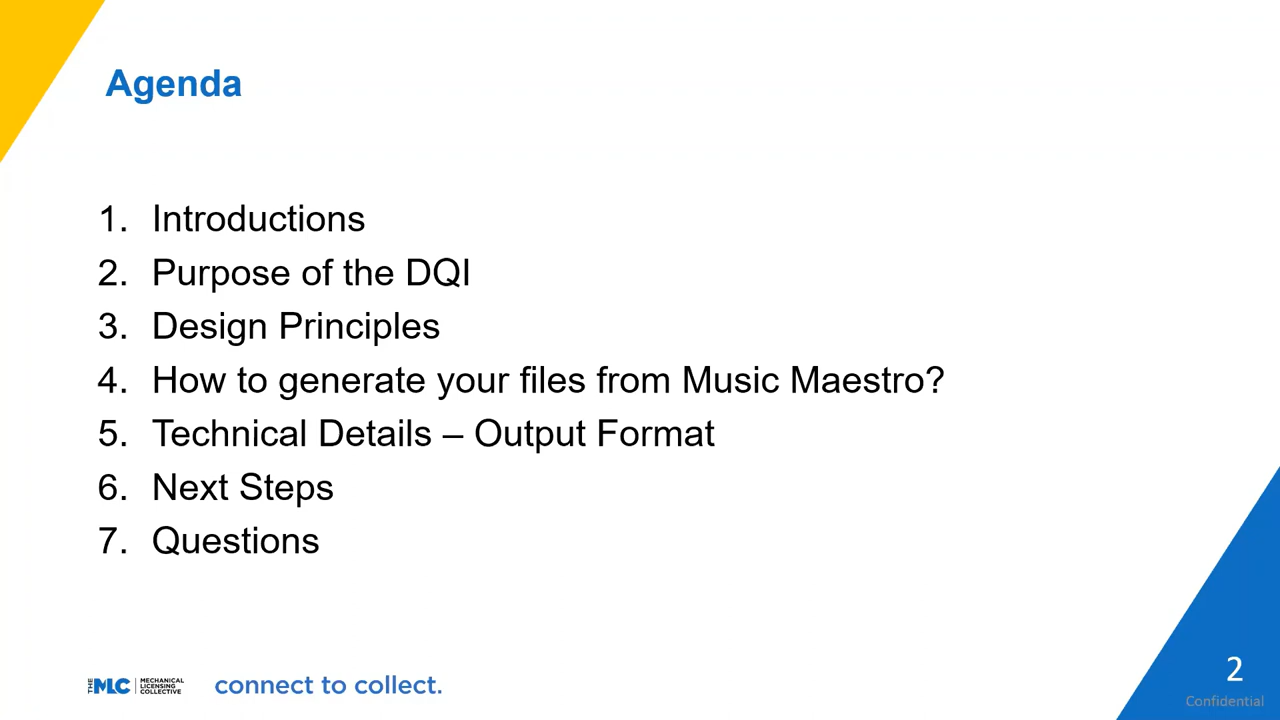 Agenda
1. Introductions
2. Purpose of the DQI
3. Design Principles
4. How to generate your files from Music Maestro?
5. Technical Details – Output Format
6. Next Steps
7. Questions
THE MLC | MECHANICAL LICENSING COLLECTIVE
connect to collect.
2
Confidential